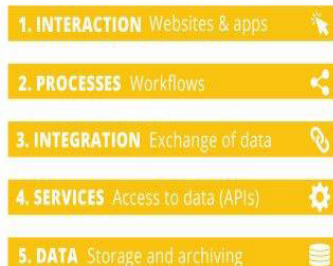 1. INTERACTION Websites & apps
2. PROCESSES Workflows
3. INTEGRATION Exchange of data
4. SERVICES Access to data (APIs)
5. DATA Storage and archiving